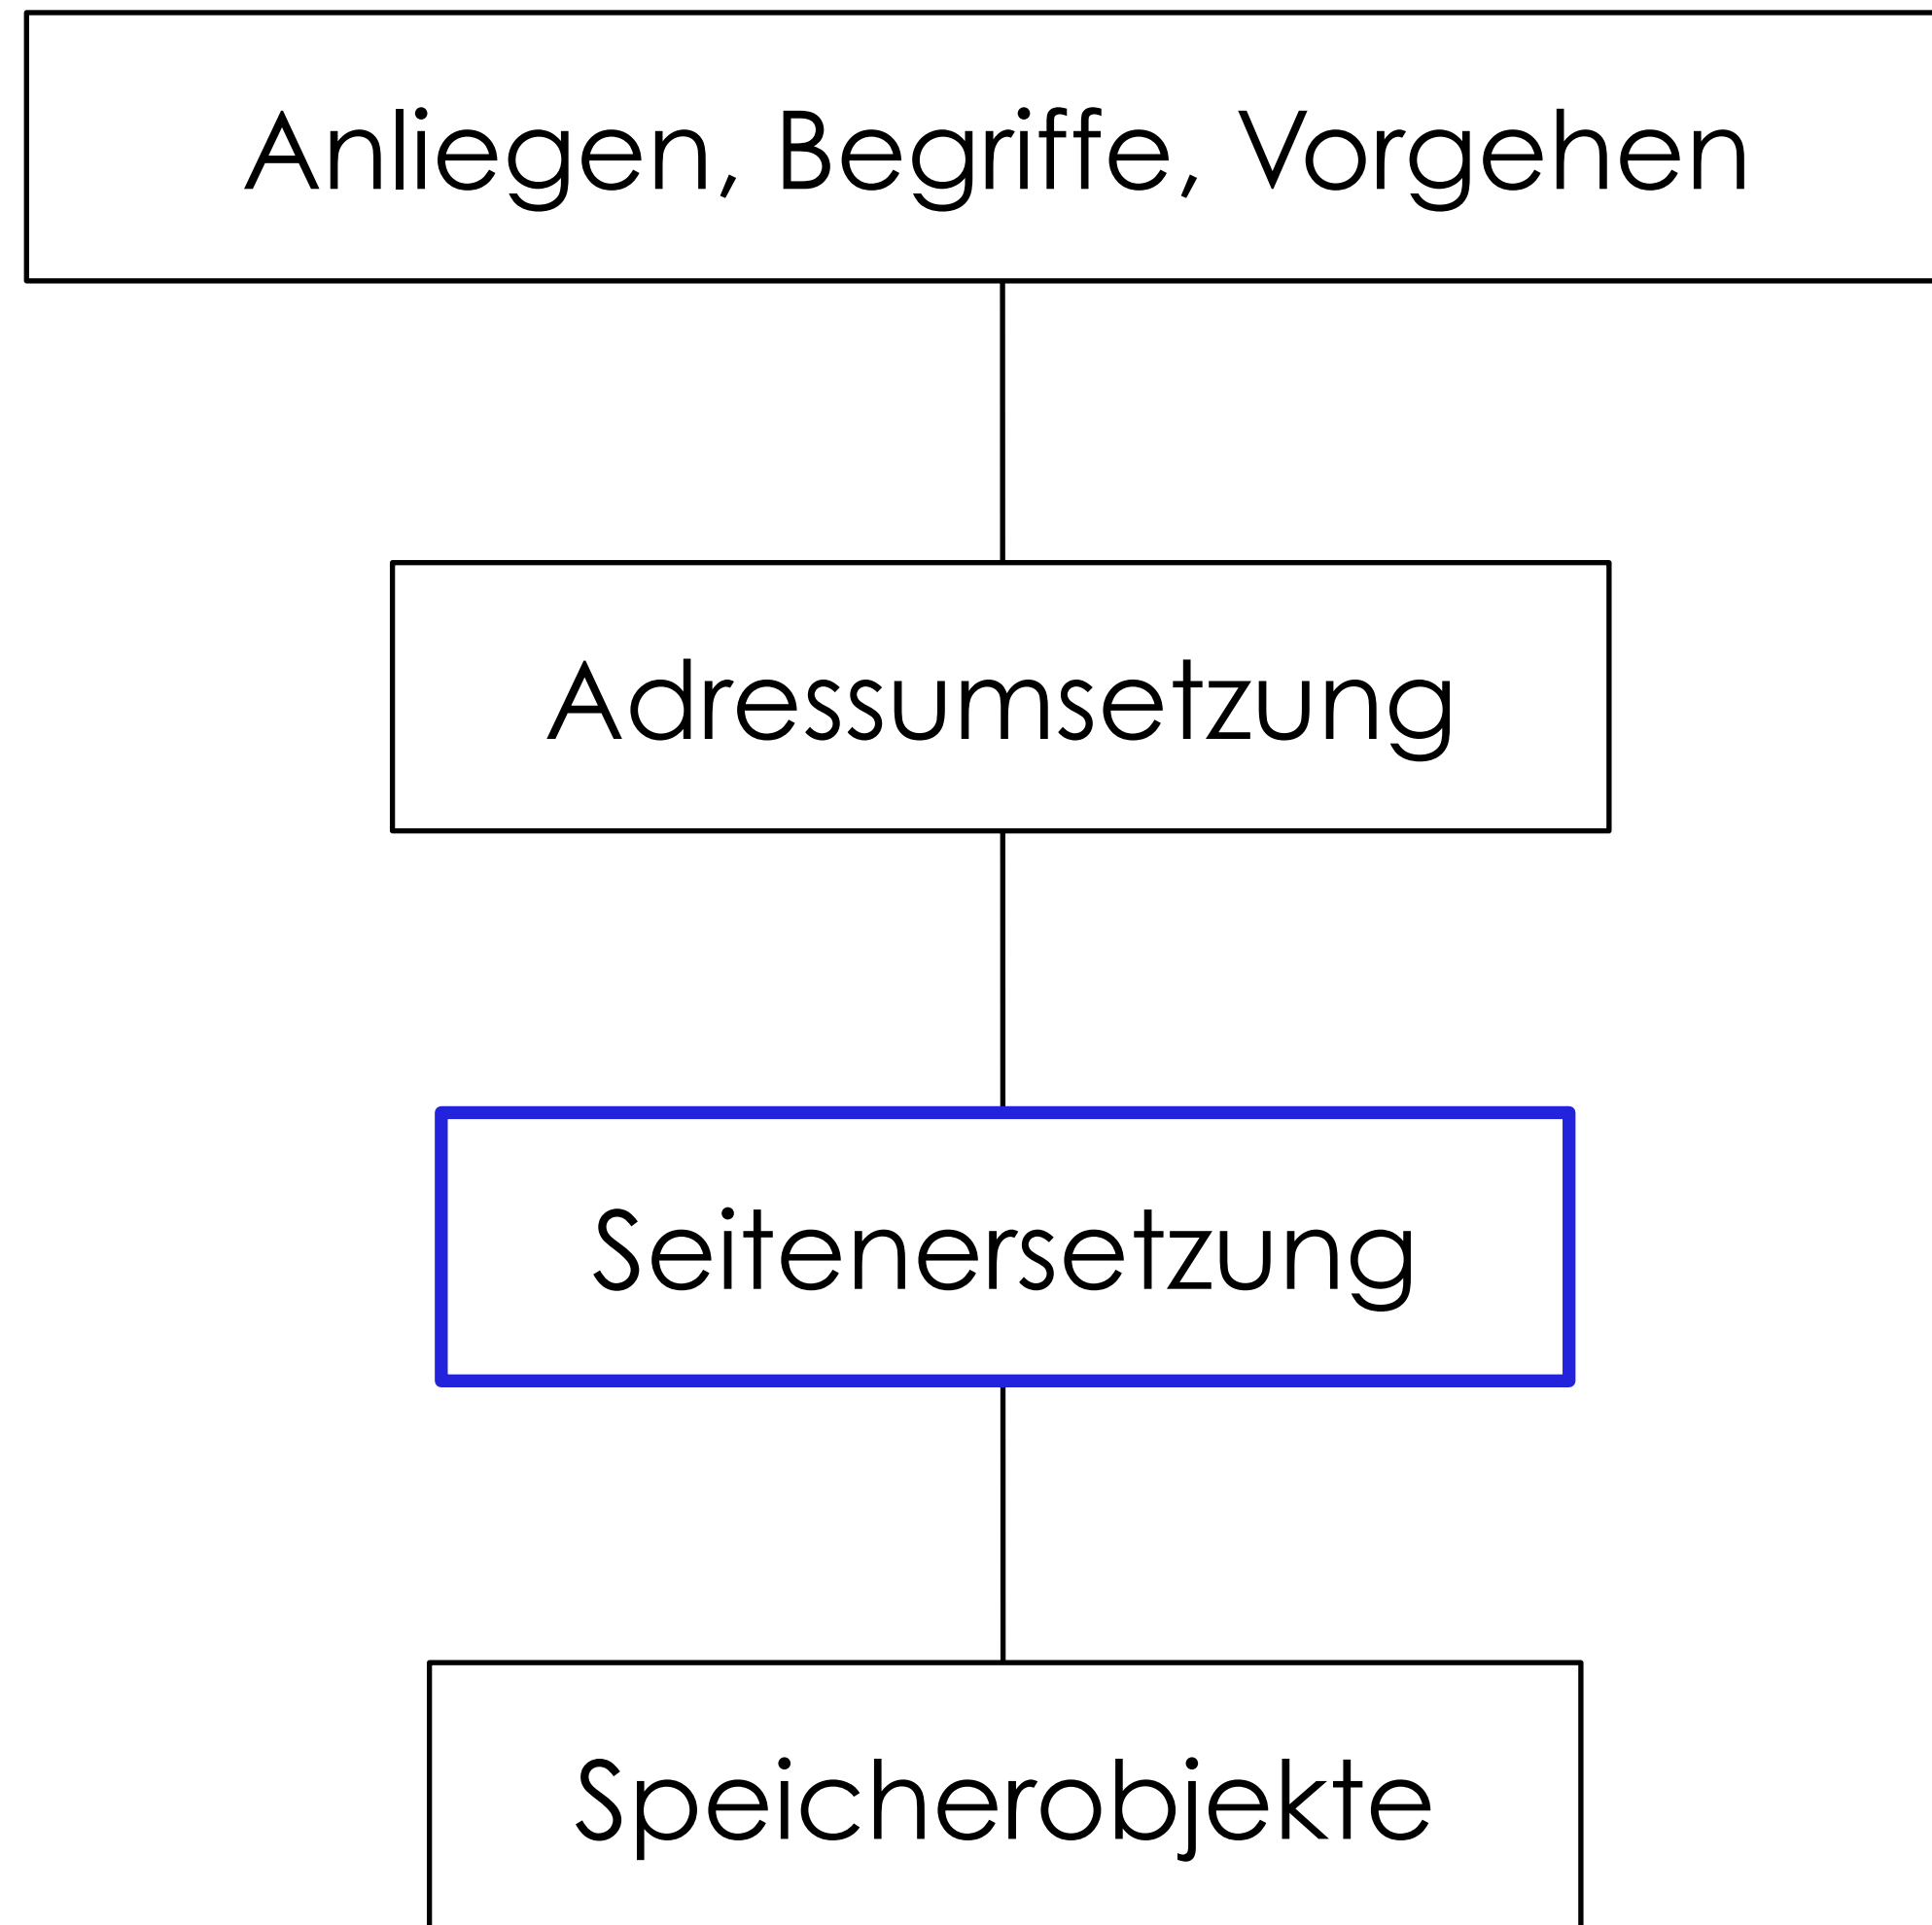 Anliegen, Begriffe, Vorgehen
Adressumsetzung
Seitenersetzung
Speicherobjekte